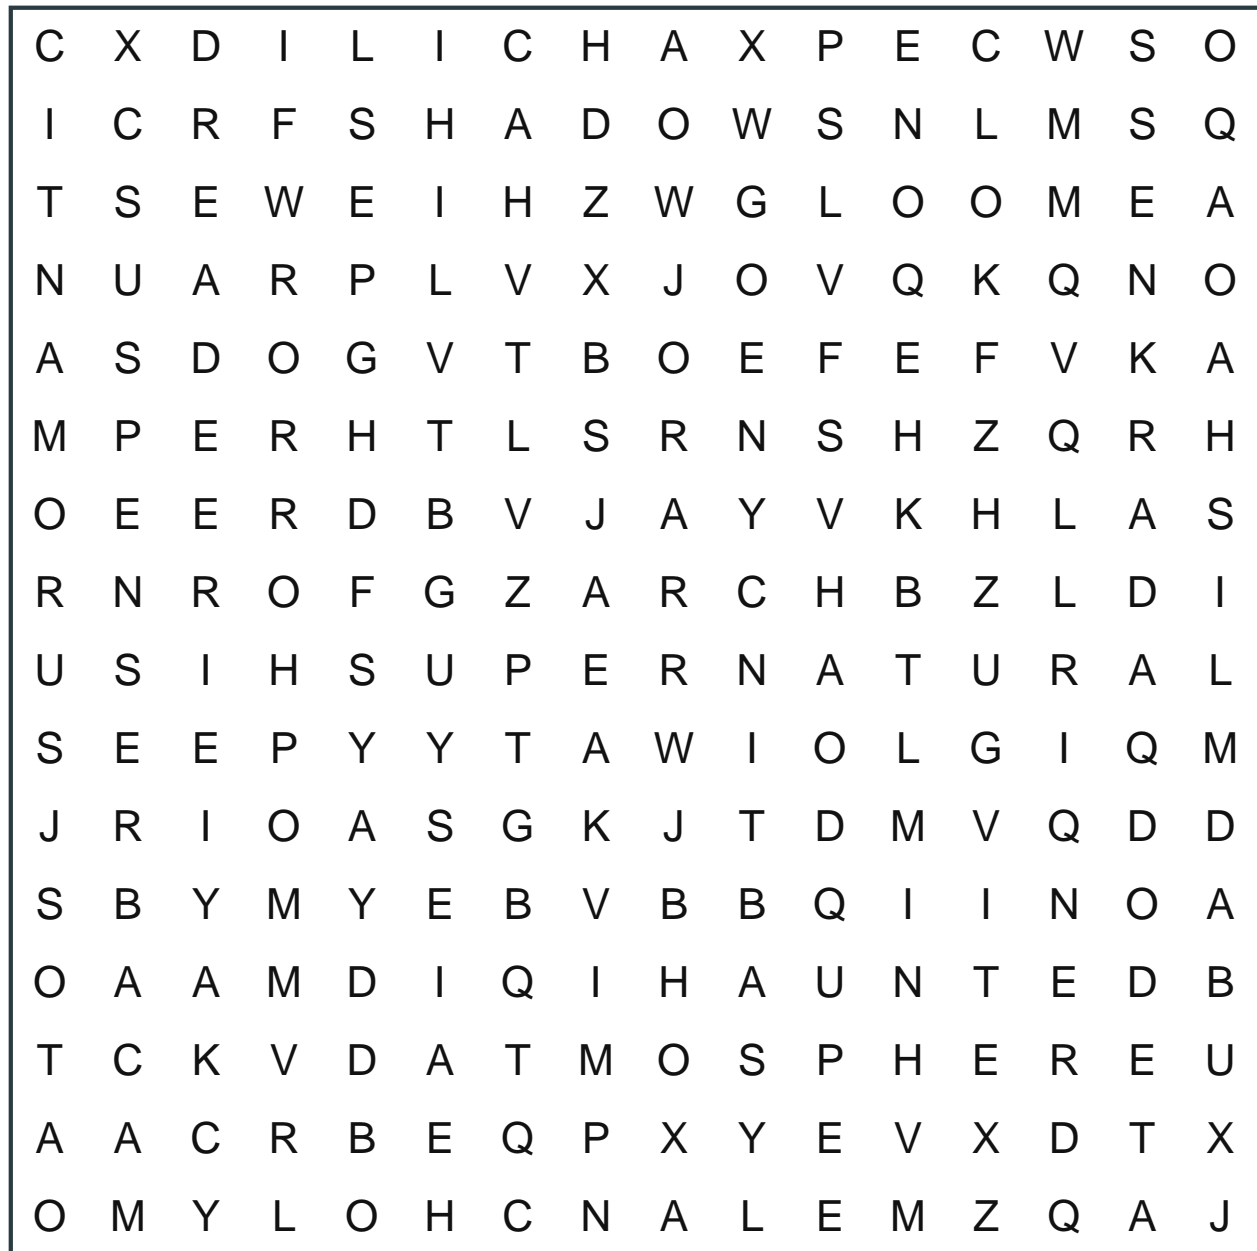 C X D I L I C H A X P E C W S O
I C R F S H A D O W S N L M S Q
T S E W E I H Z W G L O O M E A
N U A R P L V X J O V Q K Q N O
A S D O G V T B O E F E F V K A
M P E R H T L S R N S H Z Q R H
O E E R D B V J A Y V K H L A S
R N R O F G Z A R C H B Z L D I
U S I H S U P E R N A T U R A L
S E E P Y Y T A W I O L G I Q M
J R I O A S G K J T D M V Q D D
S B Y M Y E B V B B Q I I N O A
O A A M D I Q I H A U N T E D B
T C K V D A T M O S P H E R E U
A A C R B E Q P X Y E V X D T X
O M Y L O H C N A L E M Z Q A J